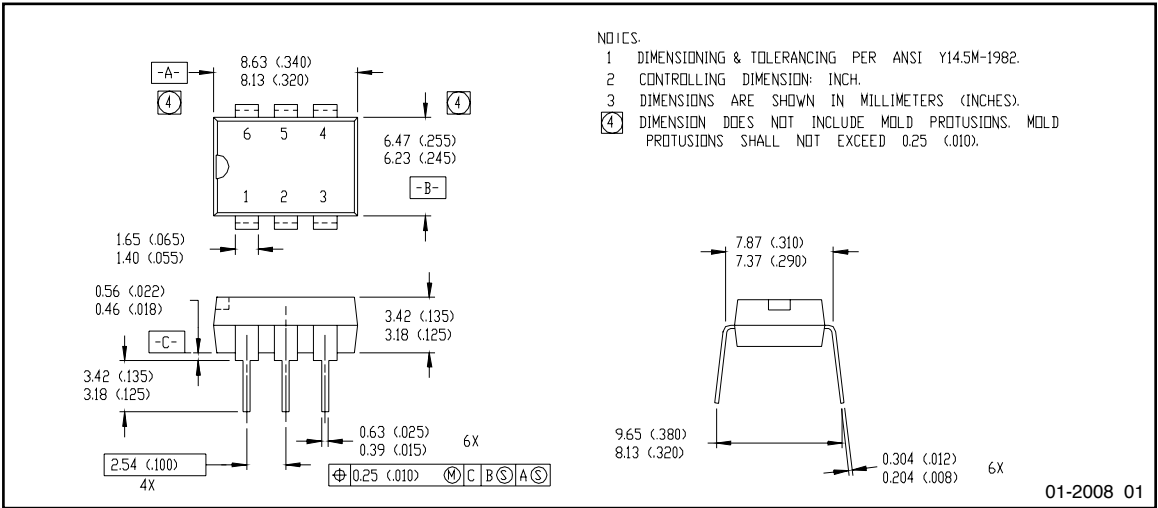 NOTES:
1 DIMENSIONING & TOLERANCING PER ANSI Y14.5M-1982.
2 CONTROLLING DIMENSION: INCH.
3 DIMENSIONS ARE SHOWN IN MILLIMETERS (INCHES).
4 DIMENSION DOES NOT INCLUDE MOLD PROTUSIONS. MOLD
PROTUSIONS SHALL NOT EXCEED 0.25 (.010).
-A-
8.63 (.340)
8.13 (.320)
4
4
6 5 4
1 2 3
6.47 (.255)
6.23 (.245)
-B-
1.65 (.065)
1.40 (.055)
0.56 (.022)
0.46 (.018)
-C-
3.42 (.135)
3.18 (.125)
3.42 (.135)
3.18 (.125)
0.63 (.025)
0.39 (.015)
6X
2.54 (.100)
4X
⌖ 0.25 (.010) Ⓜ C B Ⓢ A Ⓢ
7.87 (.310)
7.37 (.290)
9.65 (.380)
8.13 (.320)
0.304 (.012)
0.204 (.008)
6X
01-2008 01